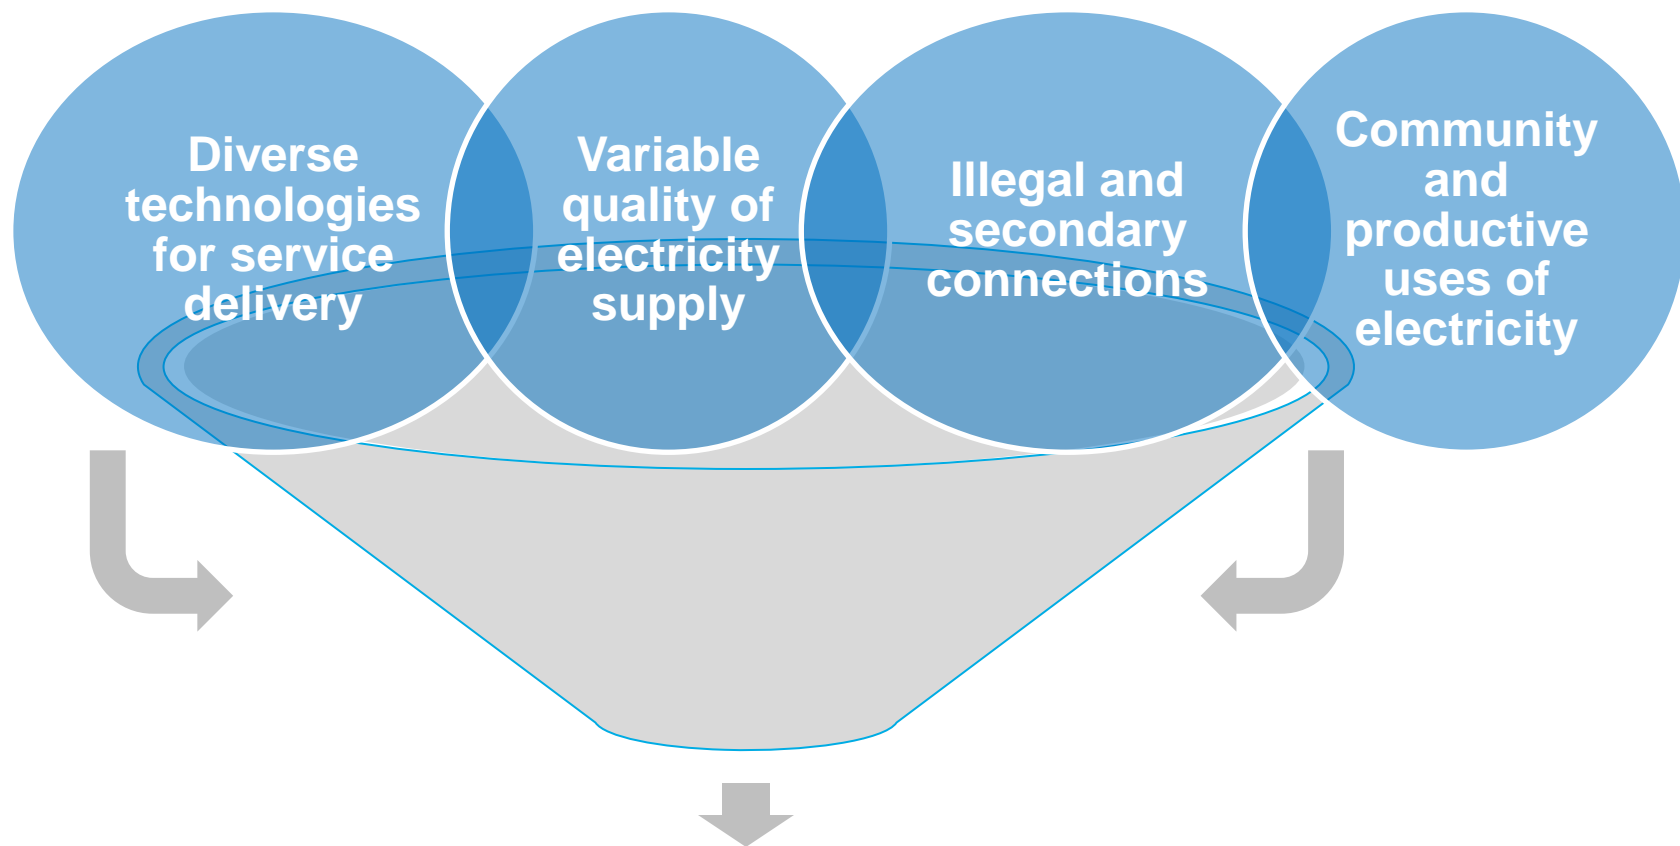 Diverse
technologies
for service
delivery
Variable
quality of
electricity
supply
Illegal and
secondary
connections
Community
and
productive
uses of
electricity